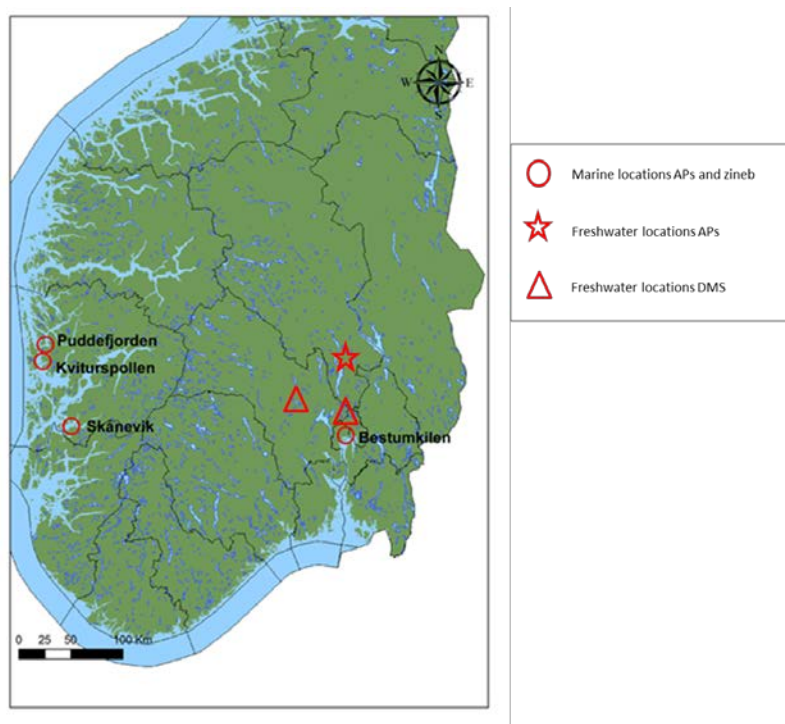 N
W E
S
Puddefjorden
Kviturspollen
Skånevik
Bestumkilen
0 25 50 100 Km
Marine locations APs and zineb
Freshwater locations APs
Freshwater locations DMS